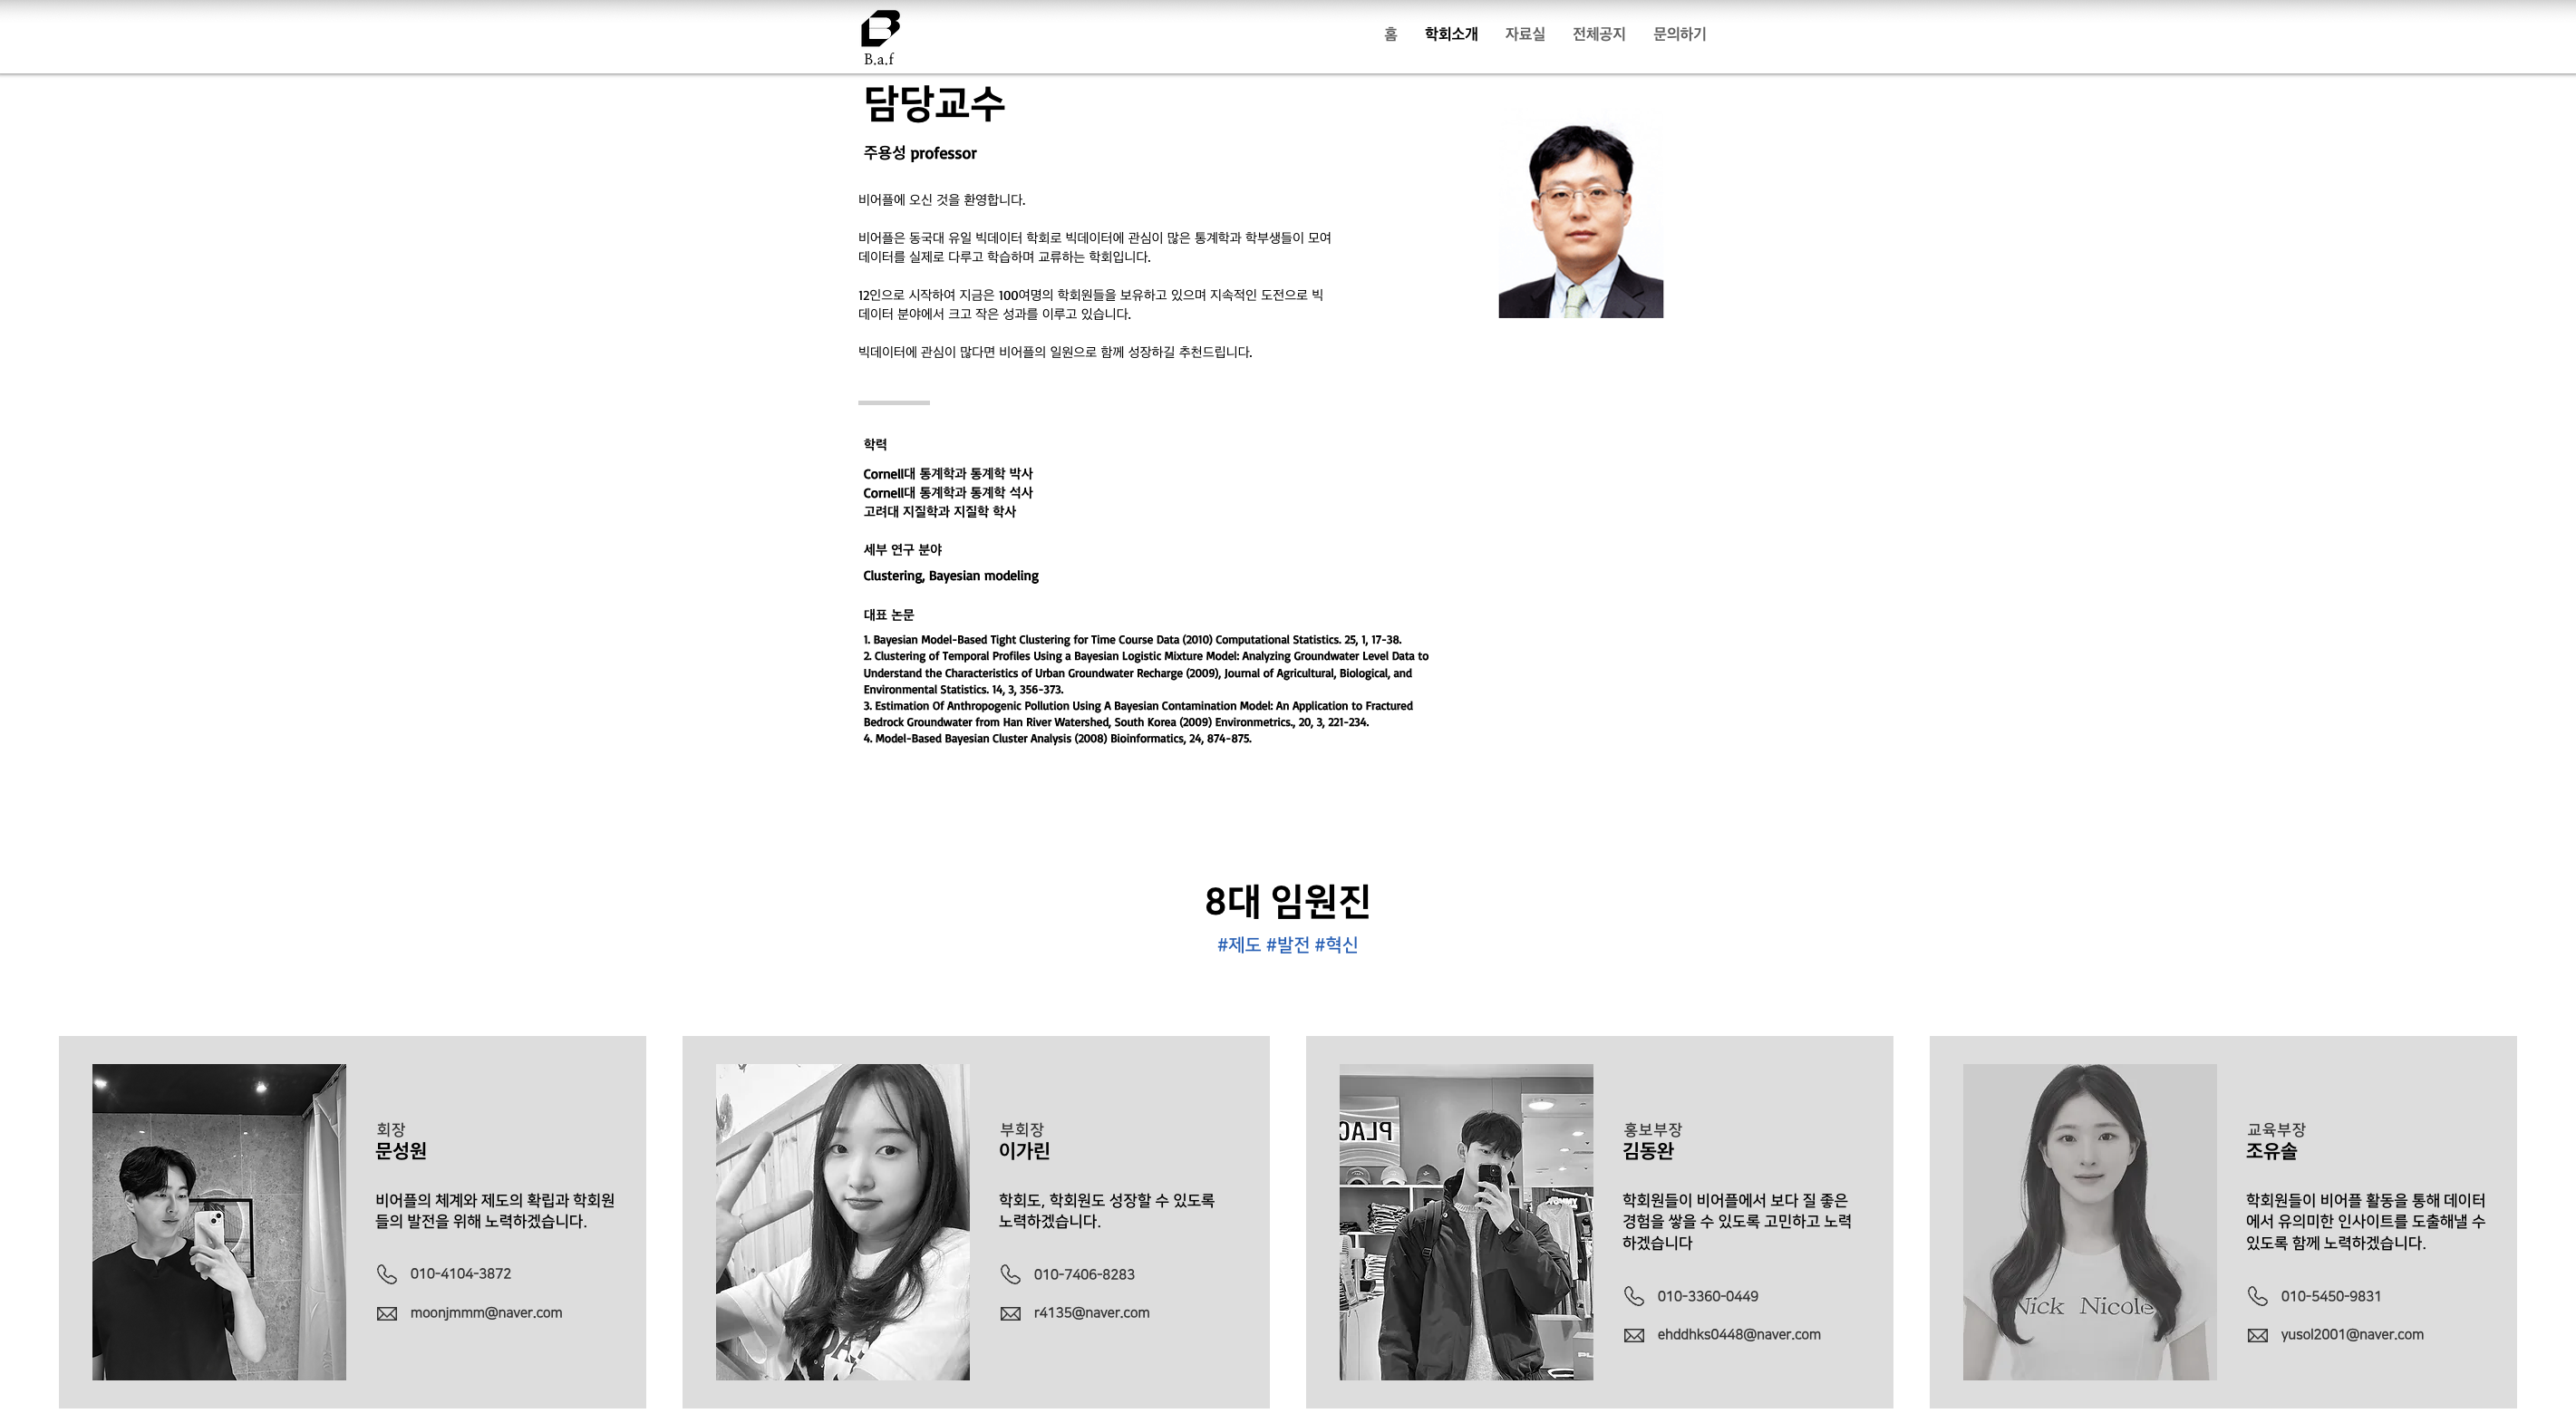 B.a.f
홈 학회소개 자료실 전체공지 문의하기
담당교수
주용성 professor
비어플에 오신 것을 환영합니다.
비어플은 동국대 유일 빅데이터 학회로 빅데이터에 관심이 많은 통계학과 학부생들이 모여
데이터를 실제로 다루고 학습하며 교류하는 학회입니다.
12인으로 시작하여 지금은 100여명의 학회원들을 보유하고 있으며 지속적인 도전으로 빅
데이터 분야에서 크고 작은 성과를 이루고 있습니다.
빅데이터에 관심이 많다면 비어플의 일원으로 함께 성장하길 추천드립니다.
학력
Cornell대 통계학과 통계학 박사
Cornell대 통계학과 통계학 석사
고려대 지질학과 지질학 학사
세부 연구 분야
Clustering, Bayesian modeling
대표 논문
1. Bayesian Model-Based Tight Clustering for Time Course Data (2010) Computational Statistics. 25, 1, 17-38.
2. Clustering of Temporal Profiles Using a Bayesian Logistic Mixture Model: Analyzing Groundwater Level Data to
Understand the Characteristics of Urban Groundwater Recharge (2009), Journal of Agricultural, Biological, and
Environmental Statistics. 14, 3, 356-373.
3. Estimation Of Anthropogenic Pollution Using A Bayesian Contamination Model: An Application to Fractured
Bedrock Groundwater from Han River Watershed, South Korea (2009) Environmetrics., 20, 3, 221-234.
4. Model-Based Bayesian Cluster Analysis (2008) Bioinformatics, 24, 874-875.
8대 임원진
#제도 #발전 #혁신
회장
문성원
비어플의 체계와 제도의 확립과 학회원
들의 발전을 위해 노력하겠습니다.
010-4104-3872
moonjmmm@naver.com
부회장
이가린
학회도, 학회원도 성장할 수 있도록
노력하겠습니다.
010-7406-8283
r4135@naver.com
홍보부장
김동완
학회원들이 비어플에서 보다 질 좋은
경험을 쌓을 수 있도록 고민하고 노력
하겠습니다
010-3360-0449
ehddhks0448@naver.com
교육부장
조유솔
학회원들이 비어플 활동을 통해 데이터
에서 유의미한 인사이트를 도출해낼 수
있도록 함께 노력하겠습니다.
010-5450-9831
yusol2001@naver.com
Nick Nicole